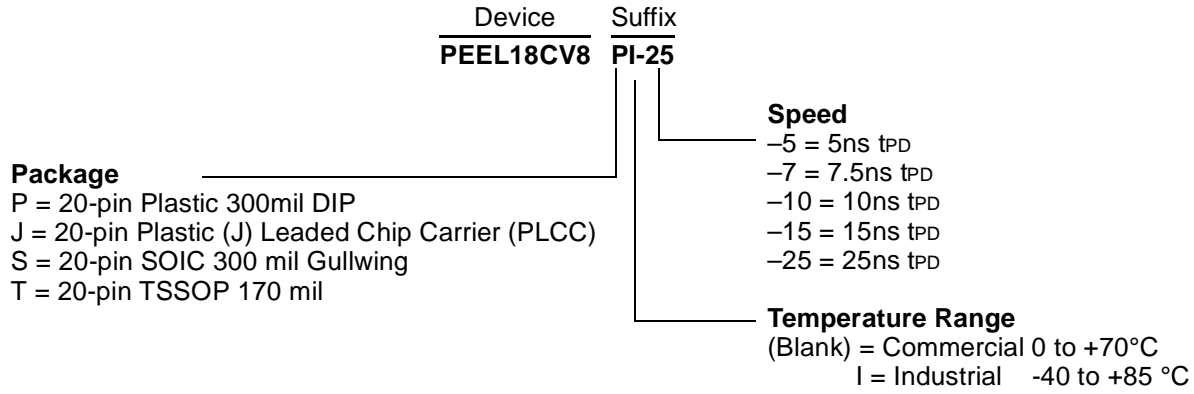 Device Suffix
PEEL18CV8 PI-25
Speed
–5 = 5ns tPD
–7 = 7.5ns tPD
–10 = 10ns tPD
–15 = 15ns tPD
–25 = 25ns tPD
Package
P = 20-pin Plastic 300mil DIP
J = 20-pin Plastic (J) Leaded Chip Carrier (PLCC)
S = 20-pin SOIC 300 mil Gullwing
T = 20-pin TSSOP 170 mil
Temperature Range
(Blank) = Commercial 0 to +70°C
I = Industrial -40 to +85 °C